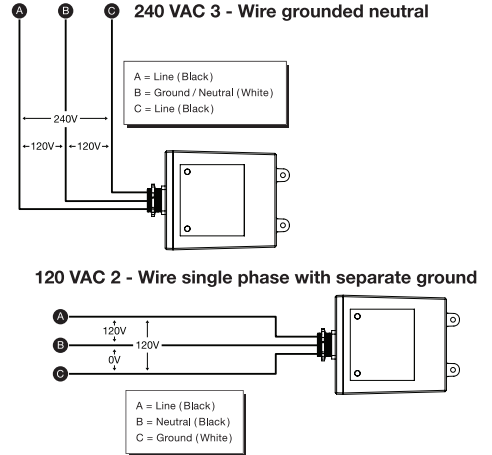 A B C 240 VAC 3 - Wire grounded neutral
A = Line (Black)
B = Ground / Neutral (White)
C = Line (Black)
240V
120V 120V
120 VAC 2 - Wire single phase with separate ground
A
120V
B 120V
0V
C
A = Line (Black)
B = Neutral (Black)
C = Ground (White)